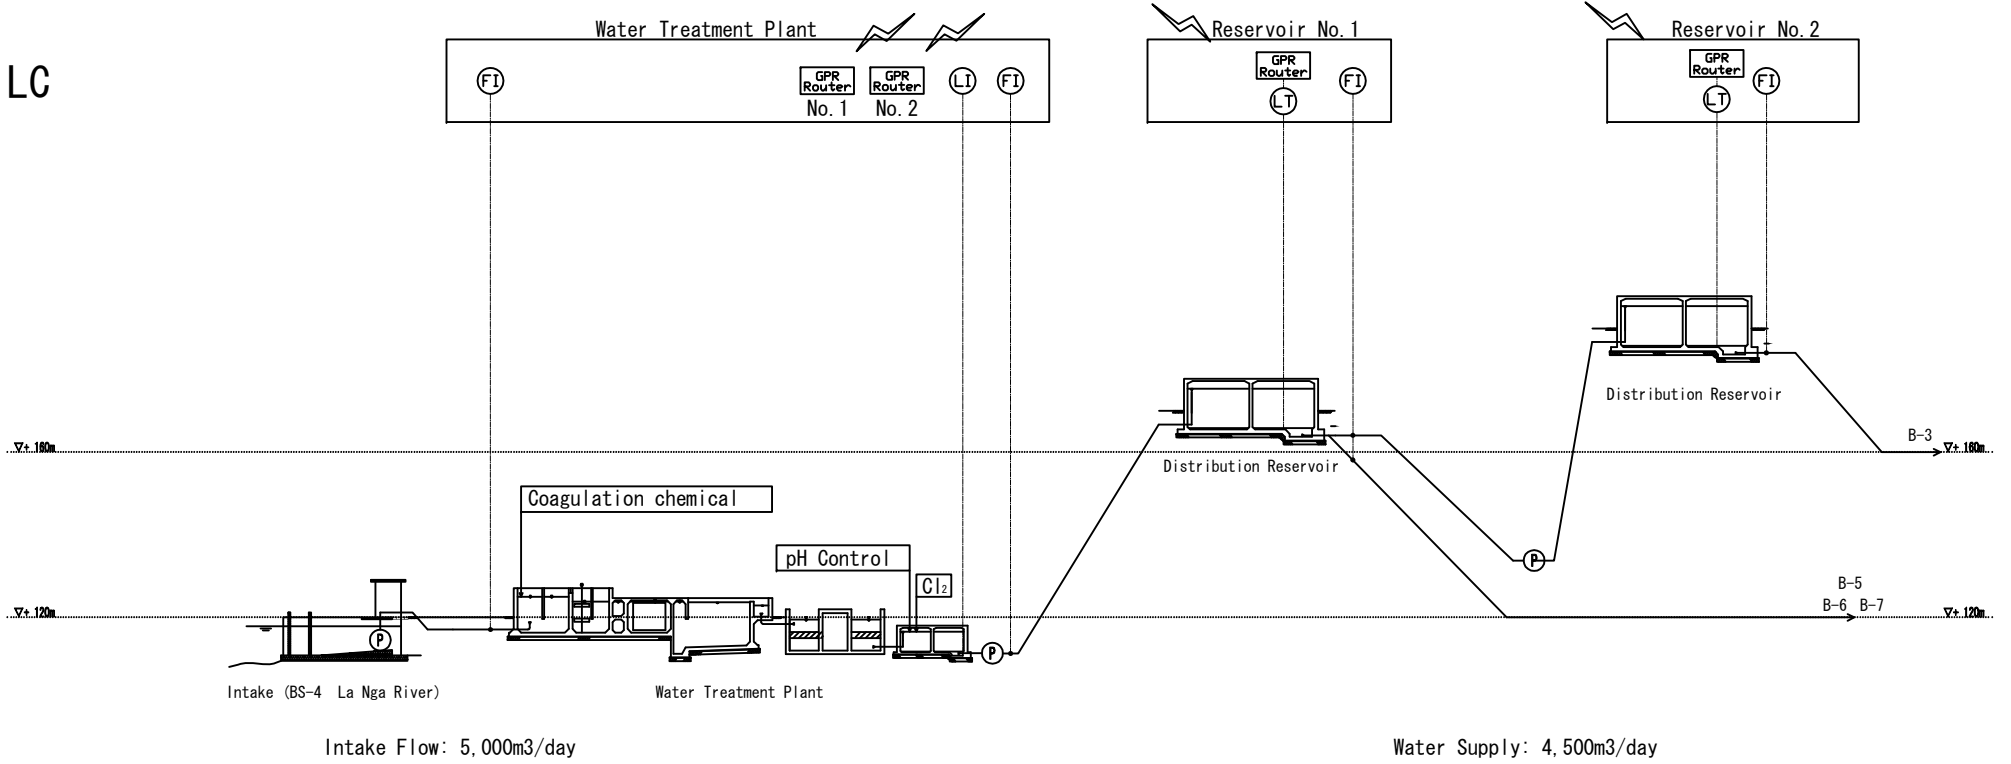 LC
Water Treatment Plant
FI
GPR
Router
No.1
GPR
Router
No.2
LI
FI
Reservoir No.1
GPR
Router
LT
FI
Reservoir No.2
GPR
Router
LT
FI
Distribution Reservoir
B-3
▽+ 160m
▽+ 160m
Distribution Reservoir
Coagulation chemical
pH Control
Cl₂
P
B-5
B-6 B-7
▽+ 120m
▽+ 120m
P
P
Intake (BS-4 La Nga River)
Water Treatment Plant
Intake Flow: 5,000m3/day
Water Supply: 4,500m3/day